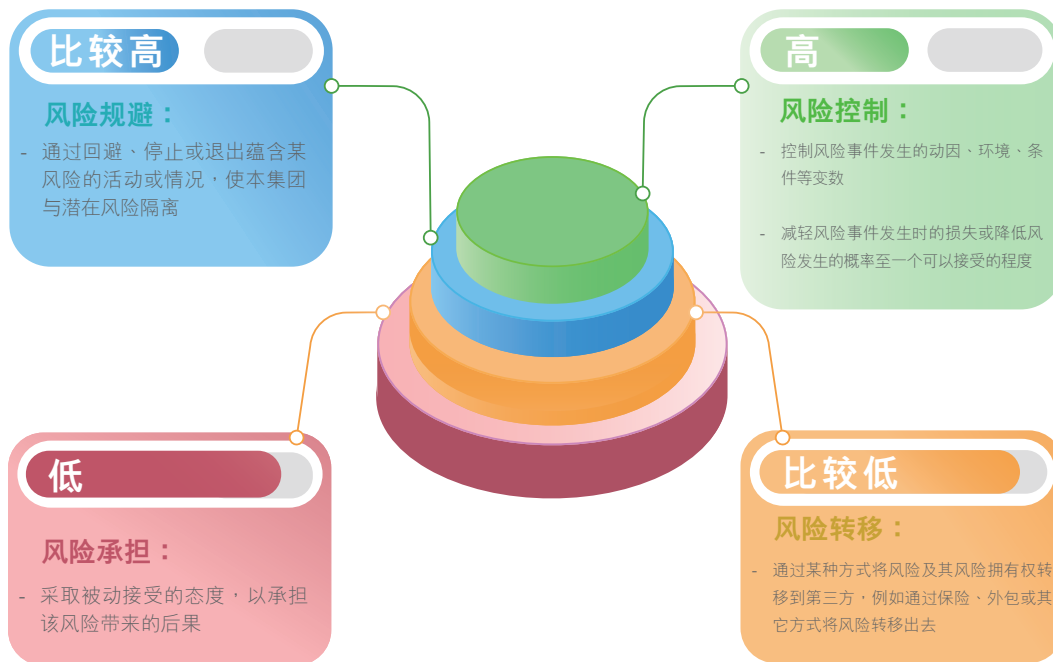 比较高
风险规避：
- 通过回避、停止或退出蕴含某
风险的活动或情况，使本集团
与潜在风险隔离
高
风险控制：
- 控制风险事件发生的动因、环境、条
件等变数
- 减轻风险事件发生时的损失或降低风
险发生的概率至一个可以接受的程度
低
风险承担：
- 采取被动接受的态度，以承担
该风险带来的后果
比较低
风险转移：
- 通过某种方式将风险及其风险拥有权转
移到第三方，例如通过保险、外包或其
它方式将风险转移出去